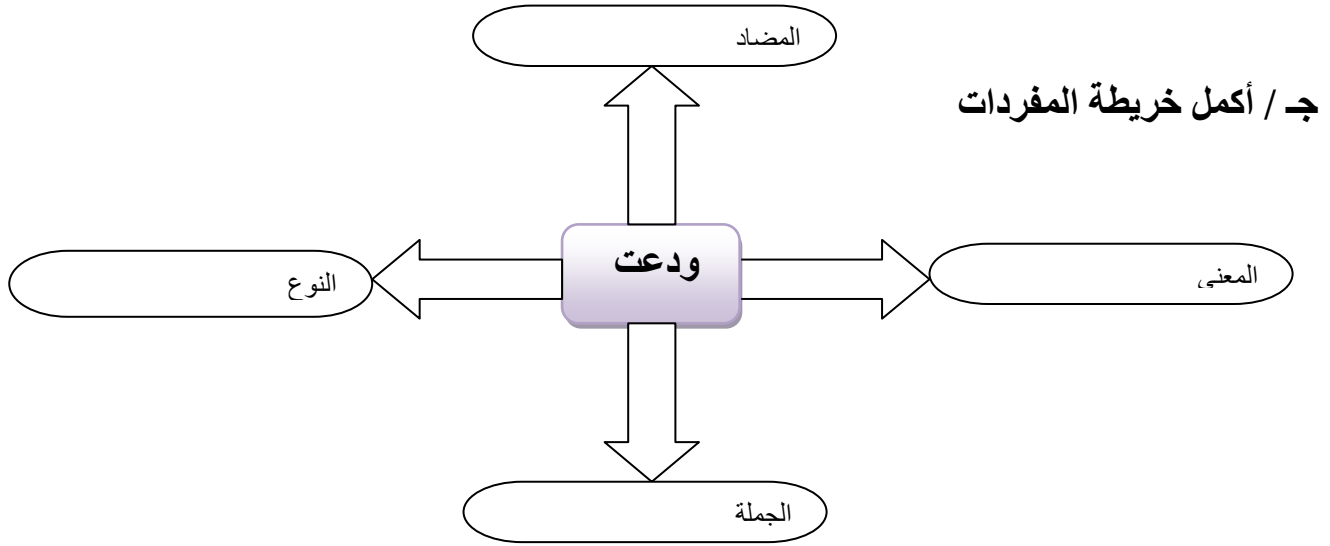 المضاد
جـ / أكمل خريطة المفردات
المعنى
ودعت
النوع
الجملة